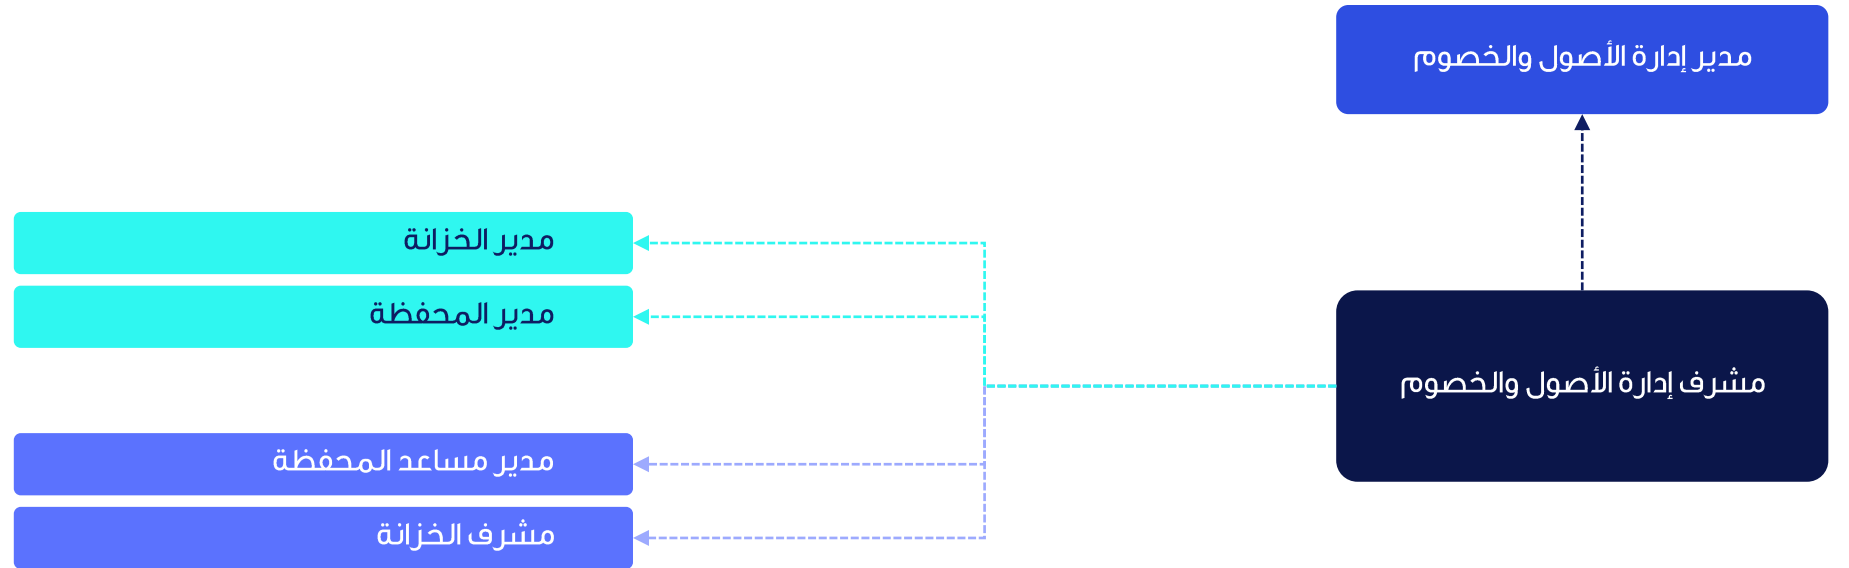 مدير إدارة الأصول والخصوم
مدير الخزانة
مدير المحفظة
مشرف إدارة الأصول والخصوم
مدير مساعد المحفظة
مشرف الخزانة